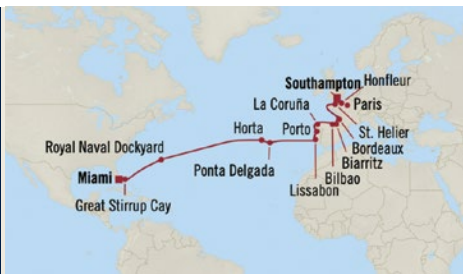 Southampton
Honfleur
Paris
La Coruña
St. Helier
Bordeaux
Biarritz
Bilbao
Porto
Lissabon
Horta
Ponta Delgada
Royal Naval Dockyard
Miami
Great Stirrup Cay